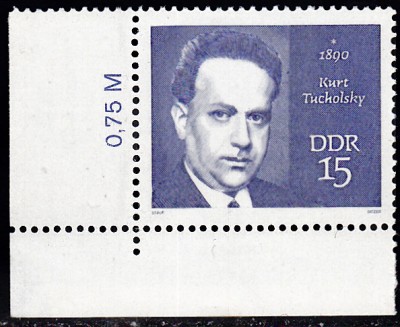 0,75 M
* 1890
Kurt
Tucholsky
DDR
15